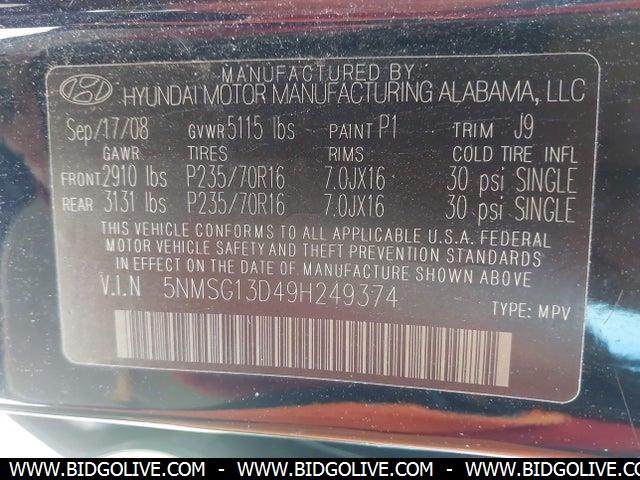 MANUFACTURED BY
HYUNDAI MOTOR MANUFACTURING ALABAMA, LLC
Sep/17/08 GVWR 5115 lbs PAINT P1 TRIM J9
GAWR TIRES RIMS COLD TIRE INFL
FRONT 2910 lbs P235/70R16 7.0JX16 30 psi SINGLE
REAR 3131 lbs P235/70R16 7.0JX16 30 psi SINGLE
THIS VEHICLE CONFORMS TO ALL APPLICABLE U.S.A. FEDERAL
MOTOR VEHICLE SAFETY AND THEFT PREVENTION STANDARDS
IN EFFECT ON THE DATE OF MANUFACTURE SHOWN ABOVE
V.I.N 5NMSG13D49H249374
TYPE: MPV
WWW.BIDGOLIVE.COM - WWW.BIDGOLIVE.COM - WWW.BIDGOLIVE.COM